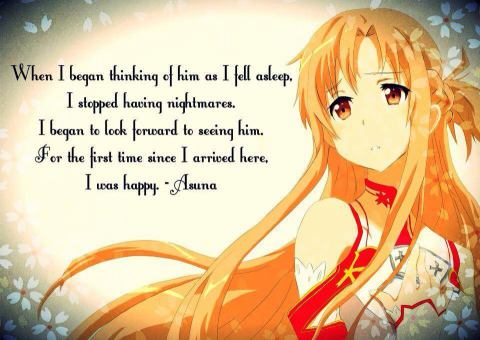 When I began thinking of him as I fell asleep,
I stopped having nightmares.
I began to look forward to seeing him.
For the first time since I arrived here,
I was happy. -Asuna